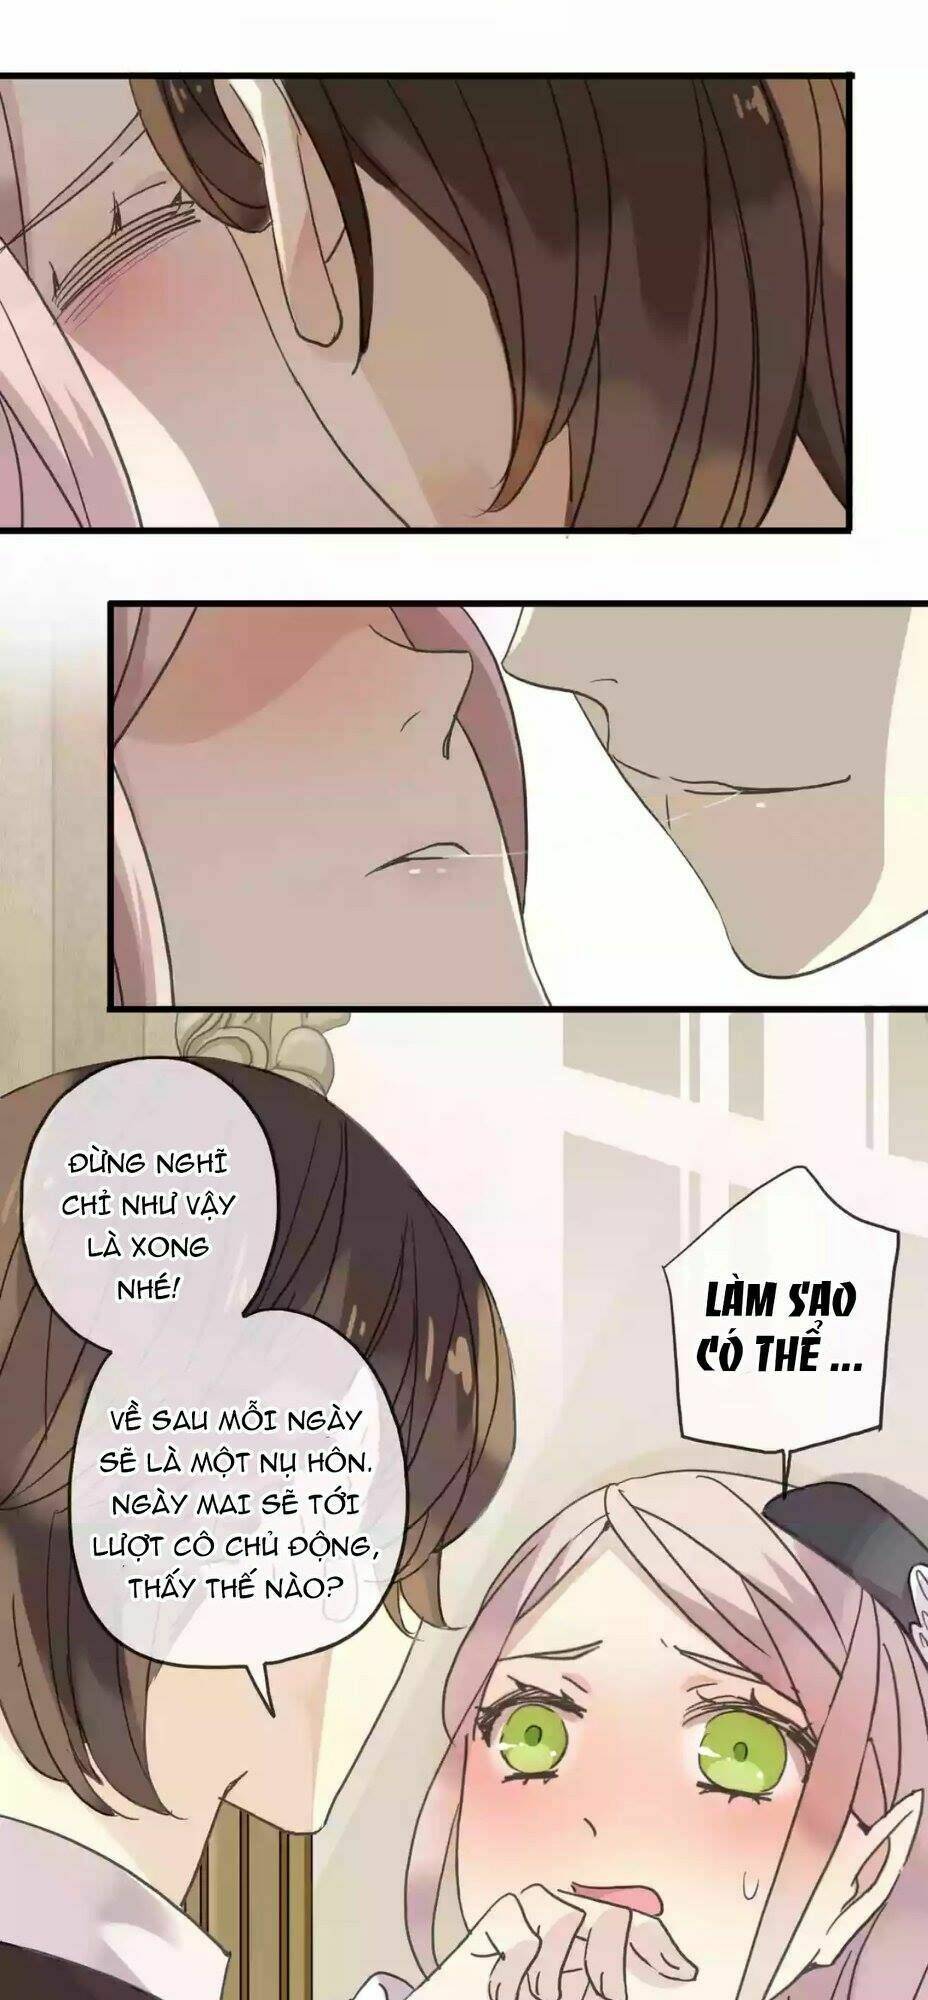 ĐỪNG NGHĨ
CHỈ NHƯ VẬY
LÀ XONG
NHÉ!
LÀM SAO
CÓ THỂ ...
VỀ SAU MỖI NGÀY
SẼ LÀ MỘT NỤ HÔN.
NGÀY MAI SẼ TỚI
LƯỢT CÔ CHỦ ĐỘNG,
THẤY THẾ NÀO?